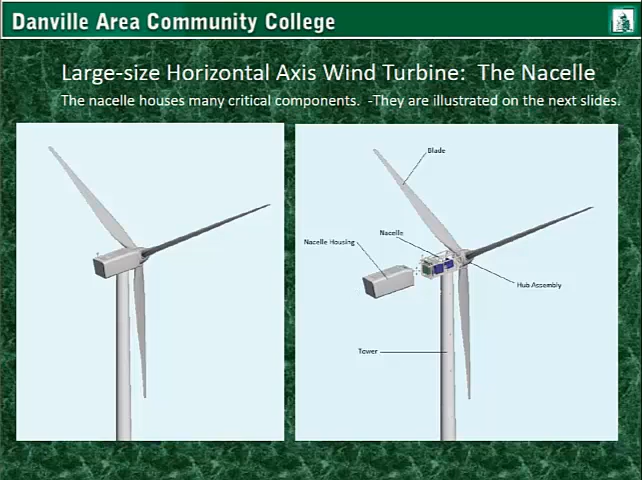 Danville Area Community College
Large-size Horizontal Axis Wind Turbine:  The Nacelle
The nacelle houses many critical components.  -They are illustrated on the next slides.
Blade
Nacelle
Nacelle Housing
Hub Assembly
Tower